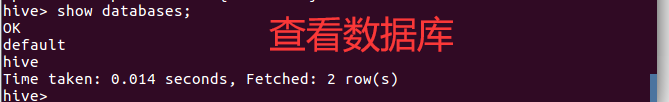 hive> show databases;
OK
查看数据库
default
hive
Time taken: 0.014 seconds, Fetched: 2 row(s)
hive>